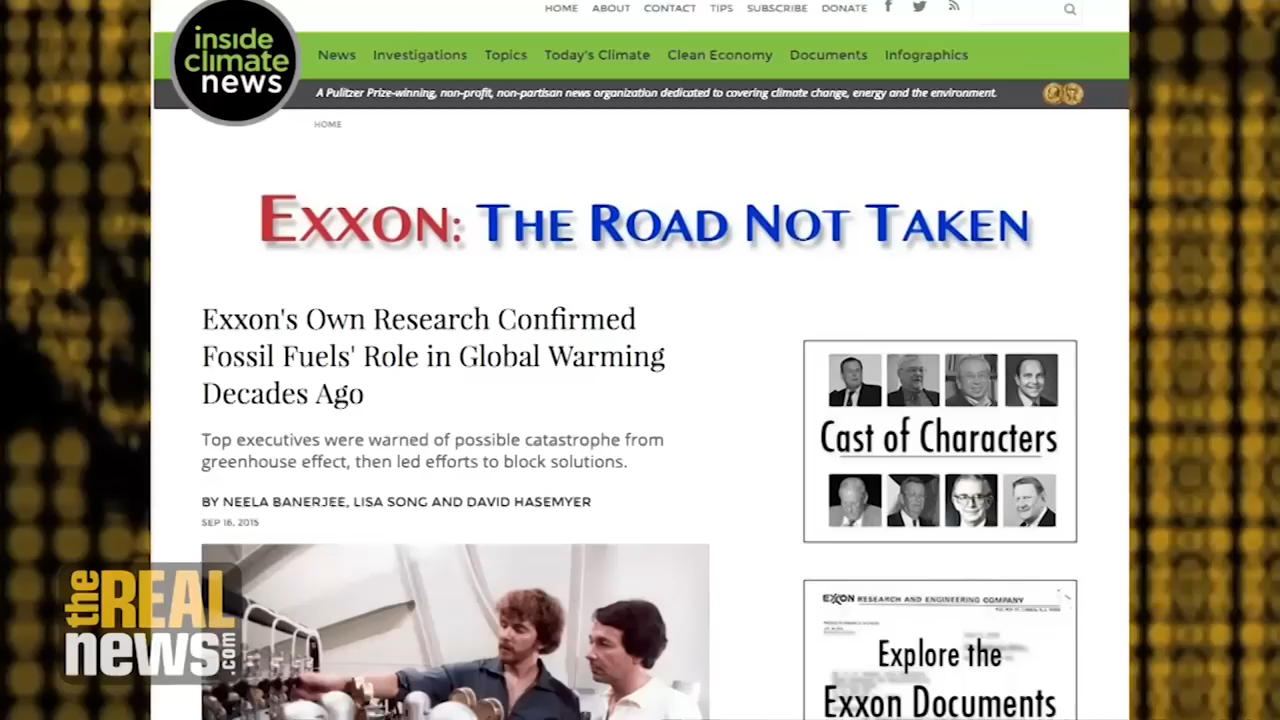 HOME ABOUT CONTACT TIPS SUBSCRIBE DONATE
inside
climate
news
News Investigations Topics Today's Climate Clean Economy Documents Infographics
A Pulitzer Prize-winning, non-profit, non-partisan news organization dedicated to covering climate change, energy and the environment.
HOME
EXXON: THE ROAD NOT TAKEN
Exxon's Own Research Confirmed
Fossil Fuels' Role in Global Warming
Decades Ago
Top executives were warned of possible catastrophe from
greenhouse effect, then led efforts to block solutions.
BY NEELA BANERJEE, LISA SONG AND DAVID HASEMYER
SEP 16, 2015
Cast of Characters
EXXON RESEARCH AND ENGINEERING COMPANY
Explore the
Exxon Documents
the REAL
news.com